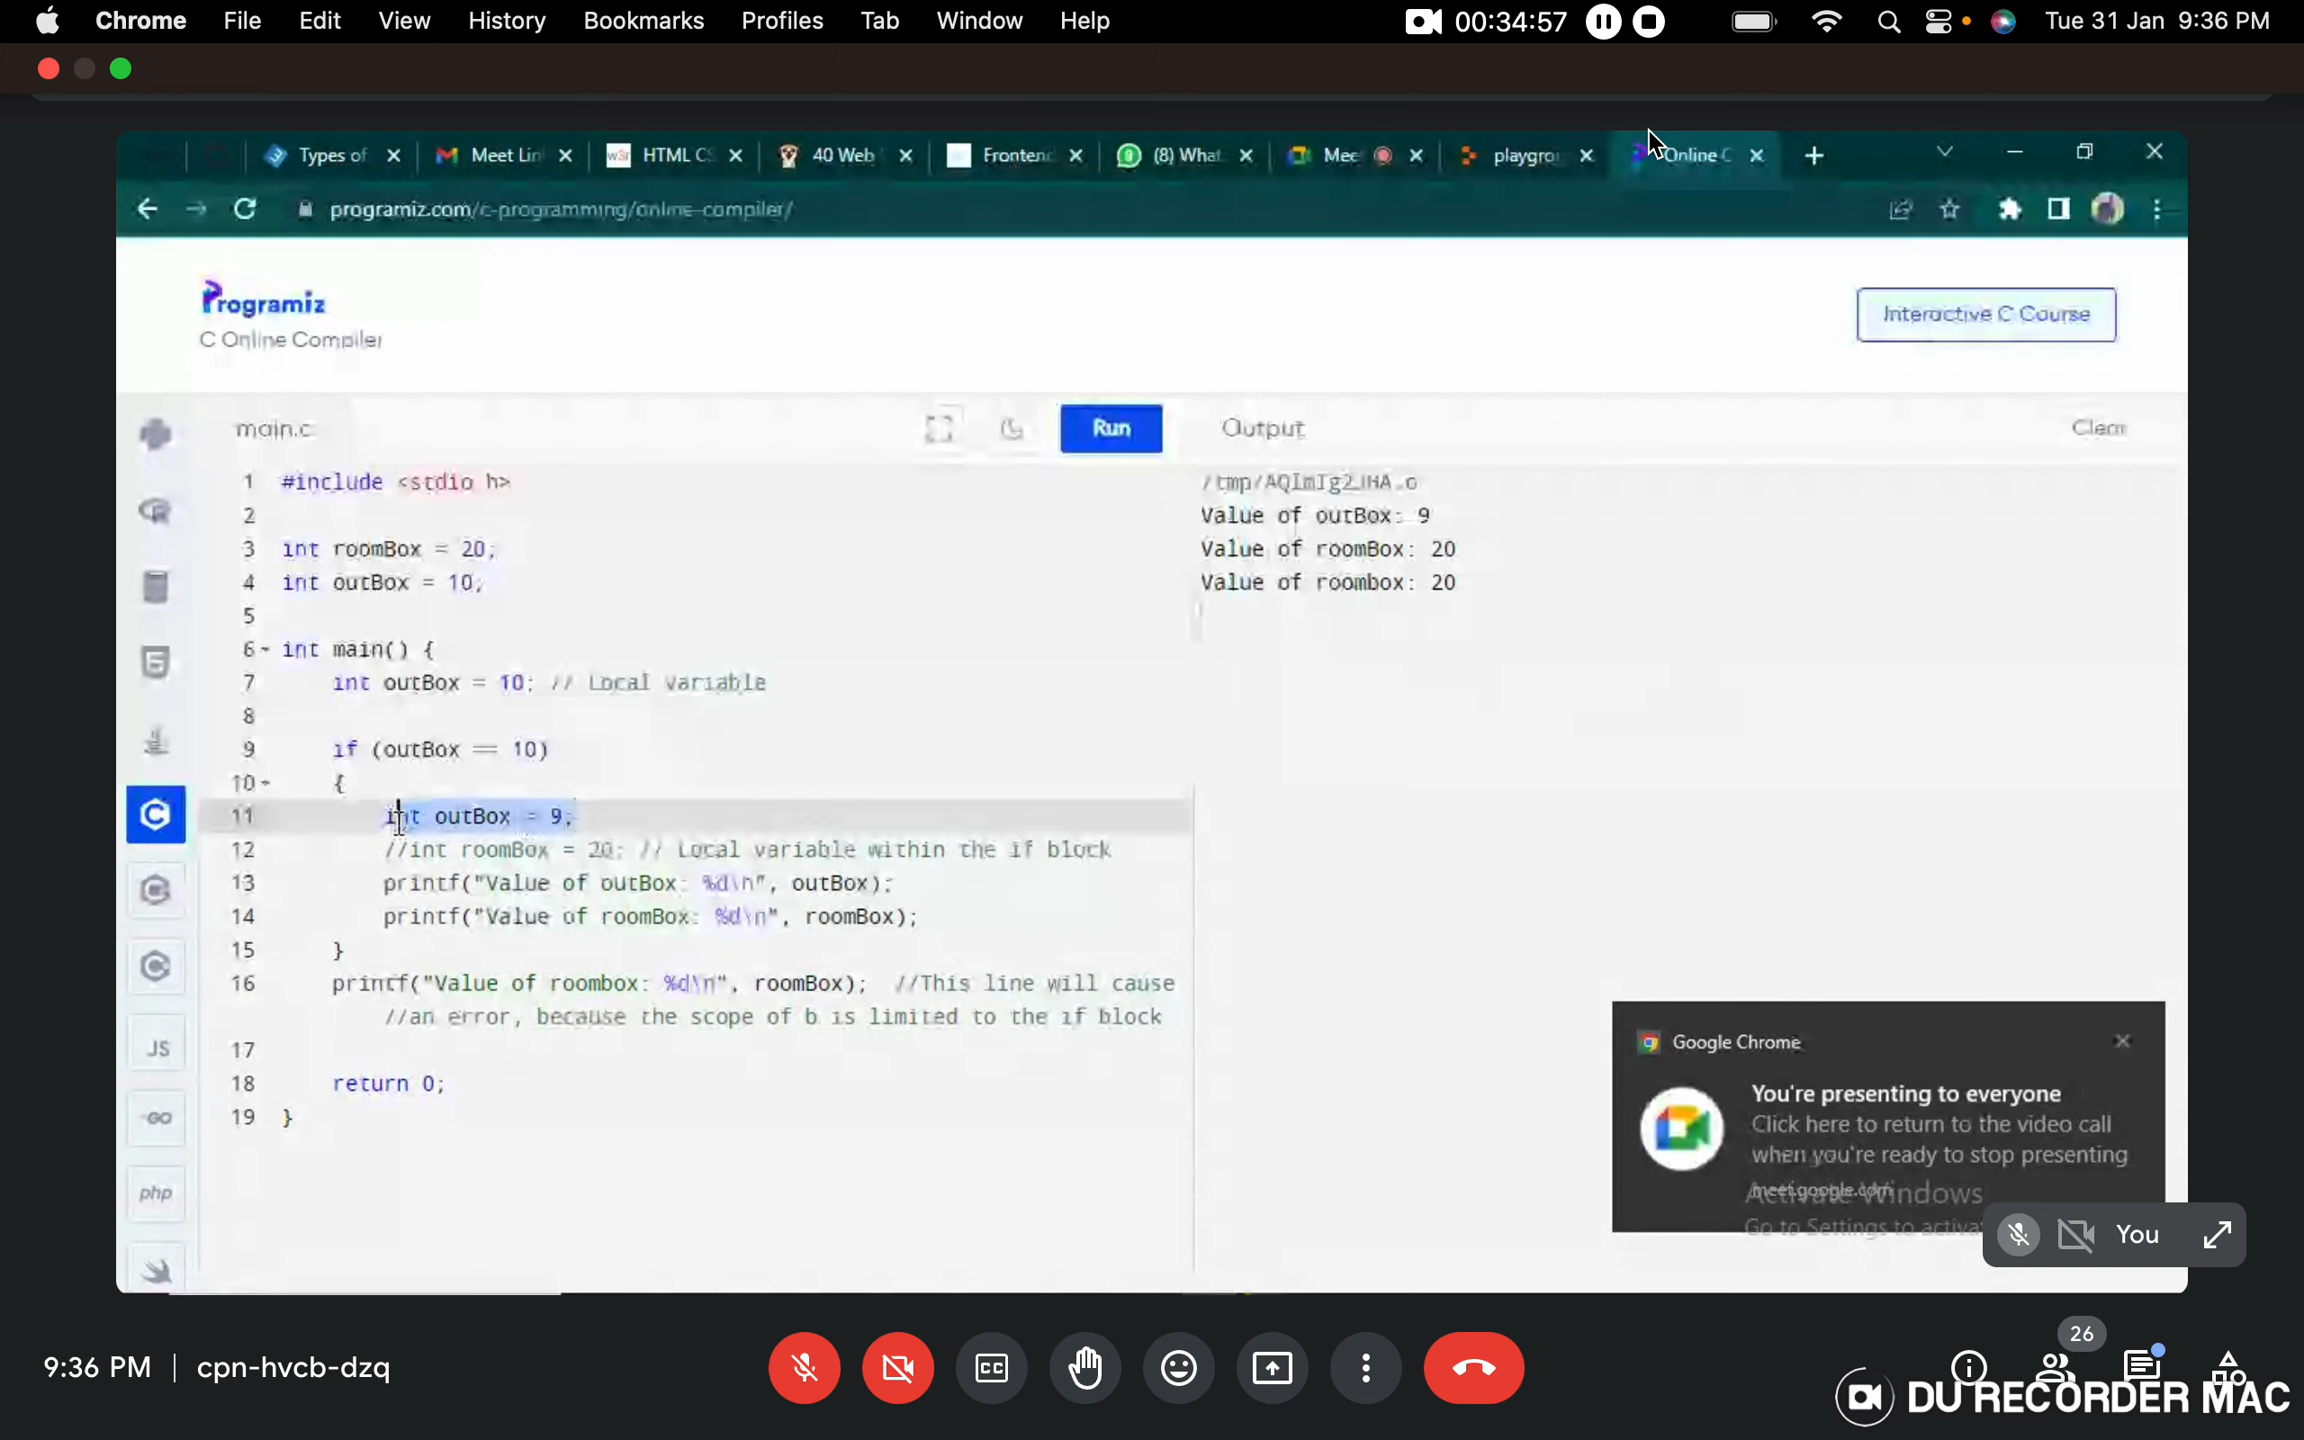 Chrome File Edit View History Bookmarks Profiles Tab Window Help 00:34:57 Tue 31 Jan 9:36 PM
Types of Meet Lin HTML CS 40 Web Frontend (8) What Mee playgro Online C
programiz.com/c-programming/online-compiler/
Programiz
C Online Compiler
Interactive C Course
main.c Run Output Clear
1 #include <stdio h>
2
3 int roomBox = 20;
4 int outBox = 10;
5
6 int main() {
7 int outBox = 10; // Local variable
8
9 if (outBox == 10)
10 {
11 int outBox = 9;
12 //int roomBox = 20; // Local variable within the if block
13 printf("Value of outBox: %d\n", outBox);
14 printf("Value of roomBox: %d\n", roomBox);
15 }
16 printf("Value of roombox: %d\n", roomBox); //This line will cause
//an error, because the scope of b is limited to the if block
17
18 return 0;
19 }
Value of outBox: 9
Value of roomBox: 20
Value of roombox: 20
JS
GO
php
Google Chrome
You're presenting to everyone
Click here to return to the video call
when you're ready to stop presenting
meet.google.com
Activate Windows
Go to Settings to activa
You
9:36 PM cpn-hvcb-dzq
26
DU RECORDER MAC